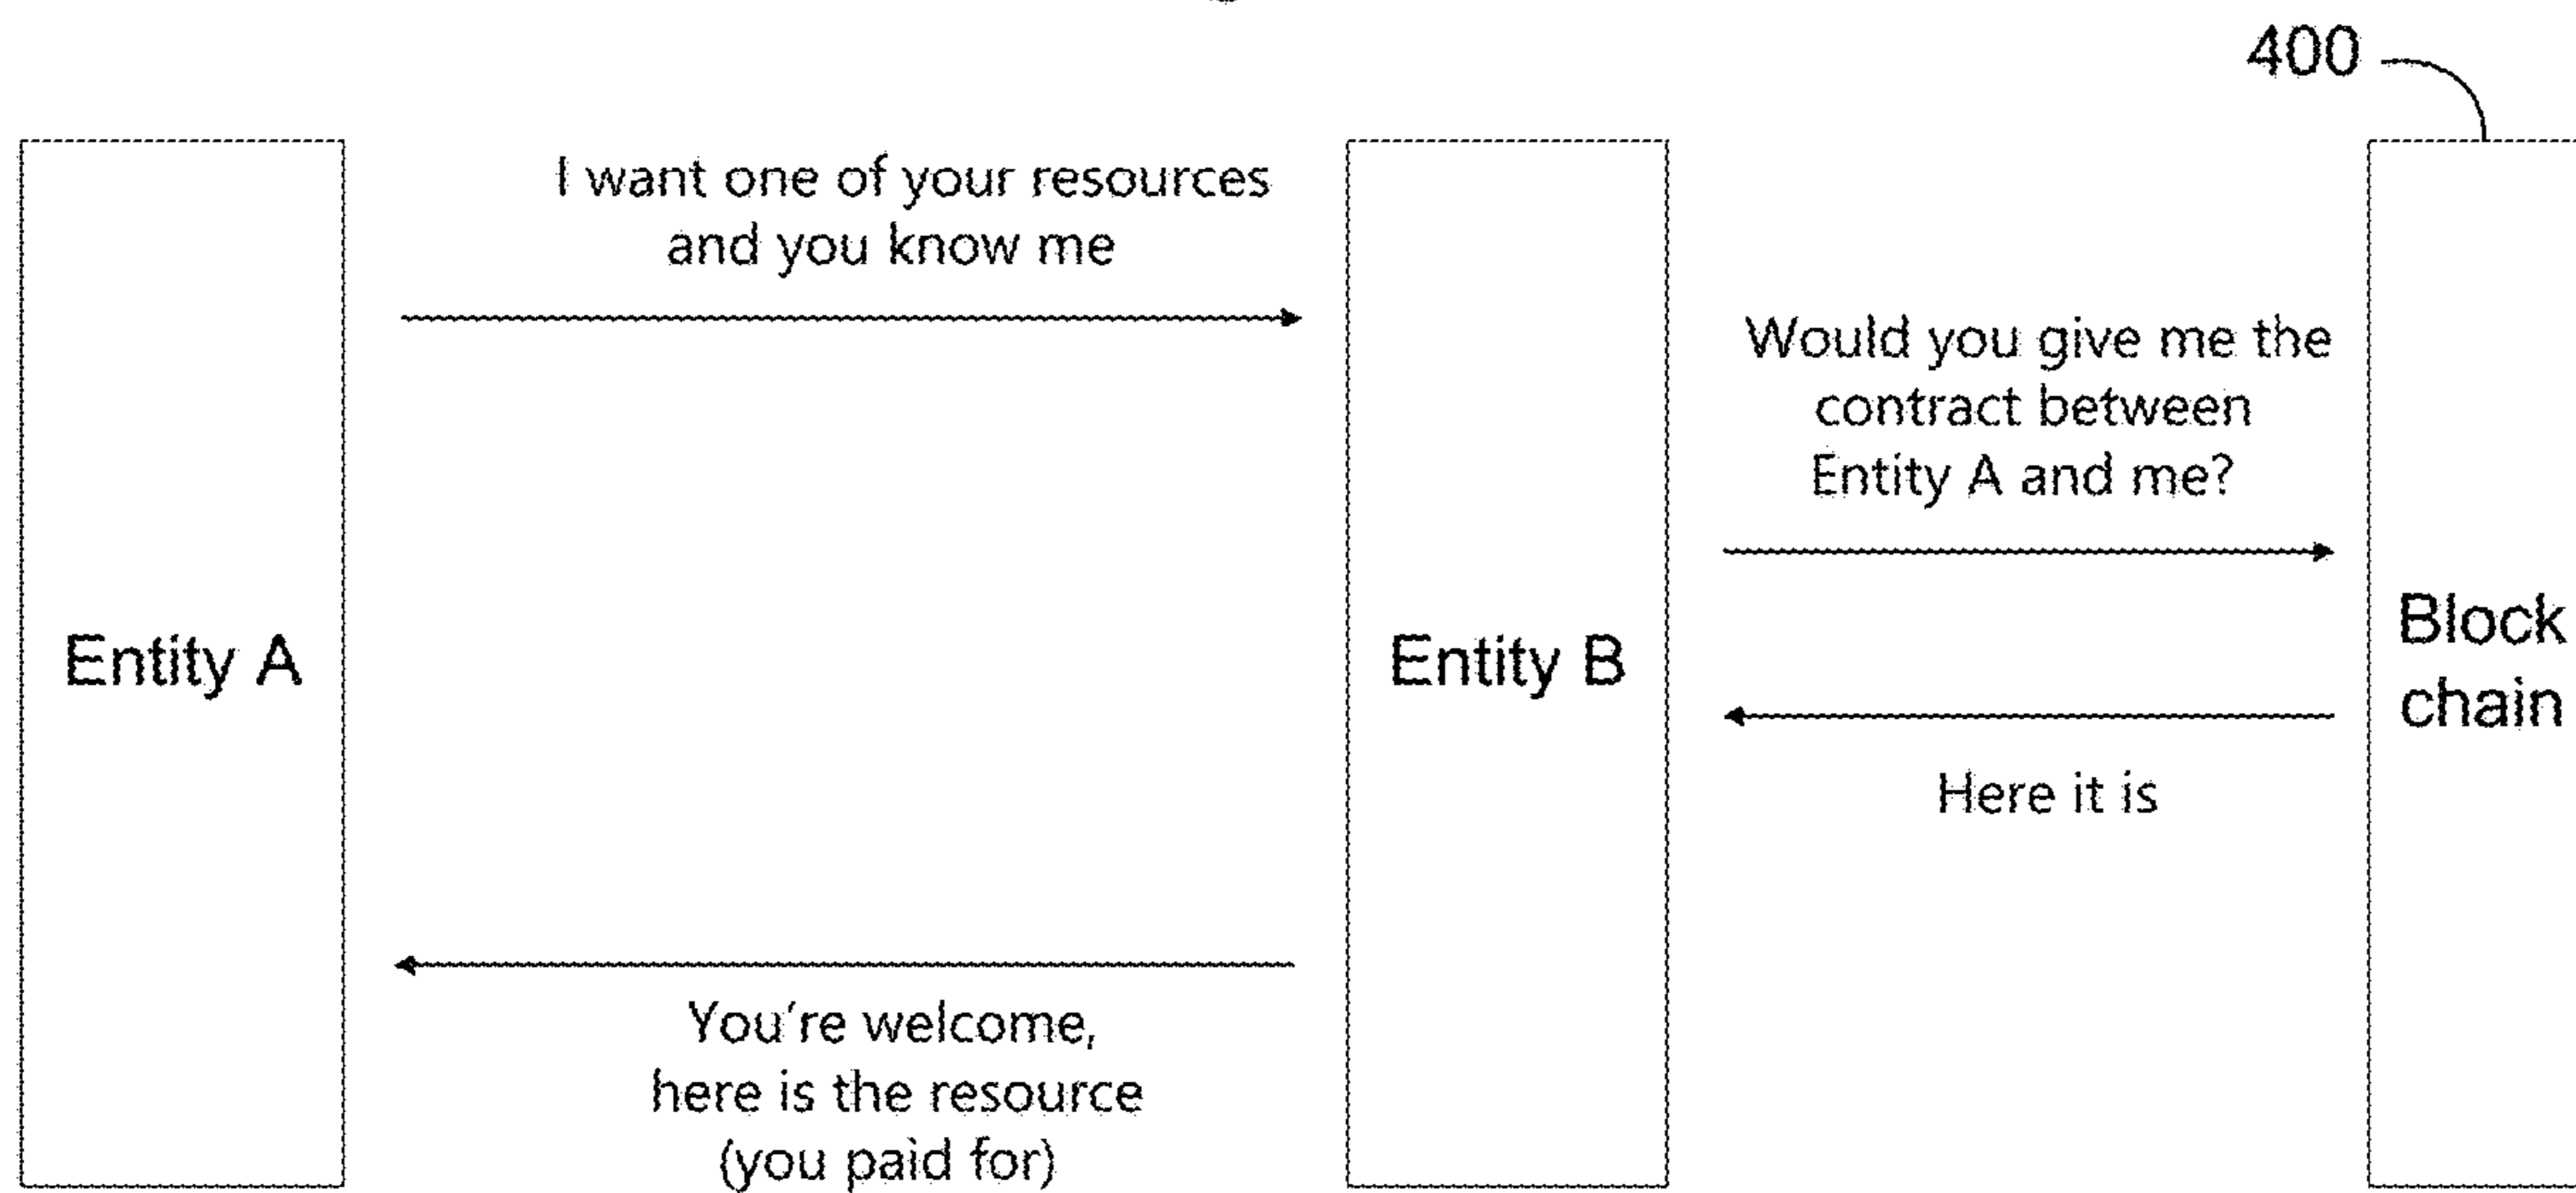 400
I want one of your resources
and you know me
Would you give me the
contract between
Entity A and me?
Entity A
Entity B
Block
chain
Here it is
You're welcome,
here is the resource
(you paid for)